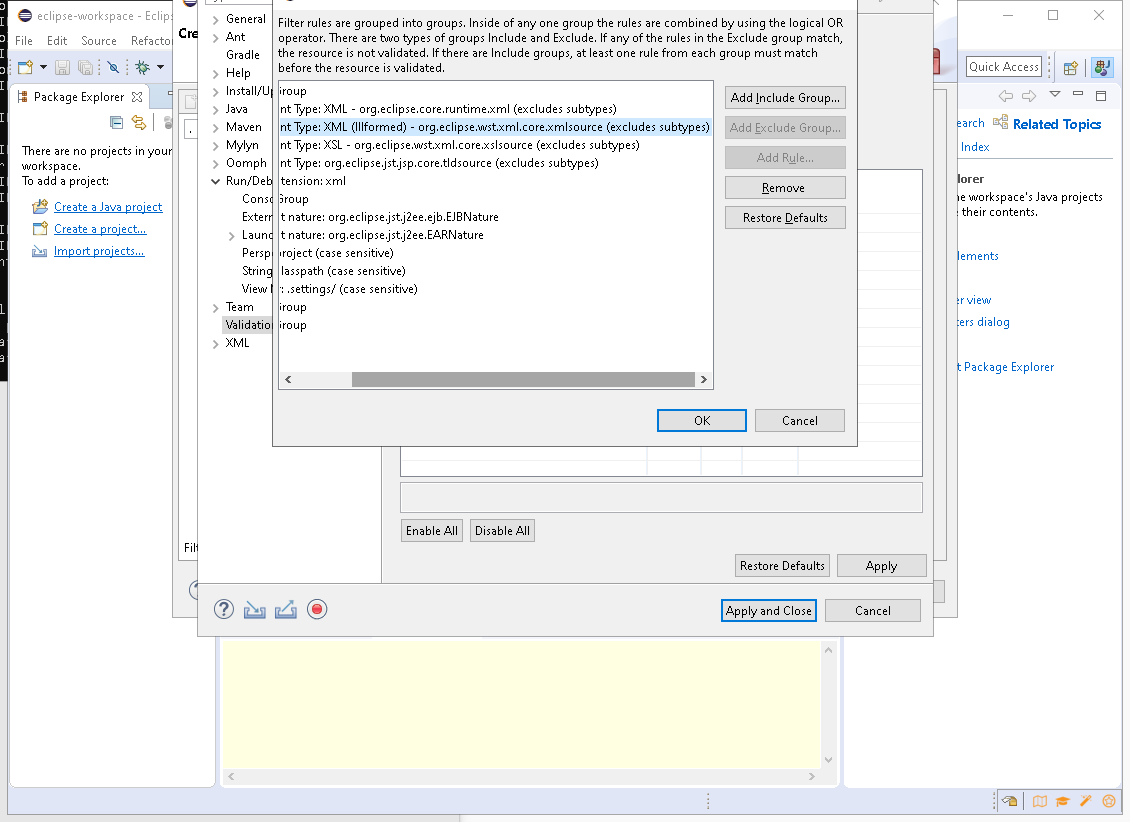 eclipse-workspace - Eclips
File Edit Source Refacto
Package Explorer
There are no projects in your
workspace.
To add a project:
Create a Java project
Create a project...
Import projects...
Cre
General
Ant
Gradle
Help
Install/Up
Java
Maven
Mylyn
Oomph
Run/Deb
Conso
Extern
Launc
Persp
String
View M
Team
Validatio
XML
Filter rules are grouped into groups. Inside of any one group the rules are combined by using the logical OR
operator. There are two types of groups Include and Exclude. If any of the rules in the Exclude group match,
the resource is not validated. If there are Include groups, at least one rule from each group must match
before the resource is validated.
Group
nt Type: XML - org.eclipse.core.runtime.xml (excludes subtypes)
nt Type: XML (Illformed) - org.eclipse.wst.xml.core.xmlsource (excludes subtypes)
nt Type: XSL - org.eclipse.wst.xml.core.xslsource (excludes subtypes)
nt Type: org.eclipse.jst.jsp.core.tldsource (excludes subtypes)
tension: xml
Group
t nature: org.eclipse.jst.j2ee.ejb.EJBNature
t nature: org.eclipse.jst.j2ee.EARNature
project (case sensitive)
classpath (case sensitive)
: .settings/ (case sensitive)
Group
Group
Add Include Group...
Add Exclude Group...
Add Rule...
Remove
Restore Defaults
OK Cancel
Enable All Disable All
Restore Defaults Apply
Filt
Apply and Close Cancel
Quick Access
earch Related Topics
Index
lorer
he workspace's Java projects
their contents.
lements
er view
ters dialog
t Package Explorer